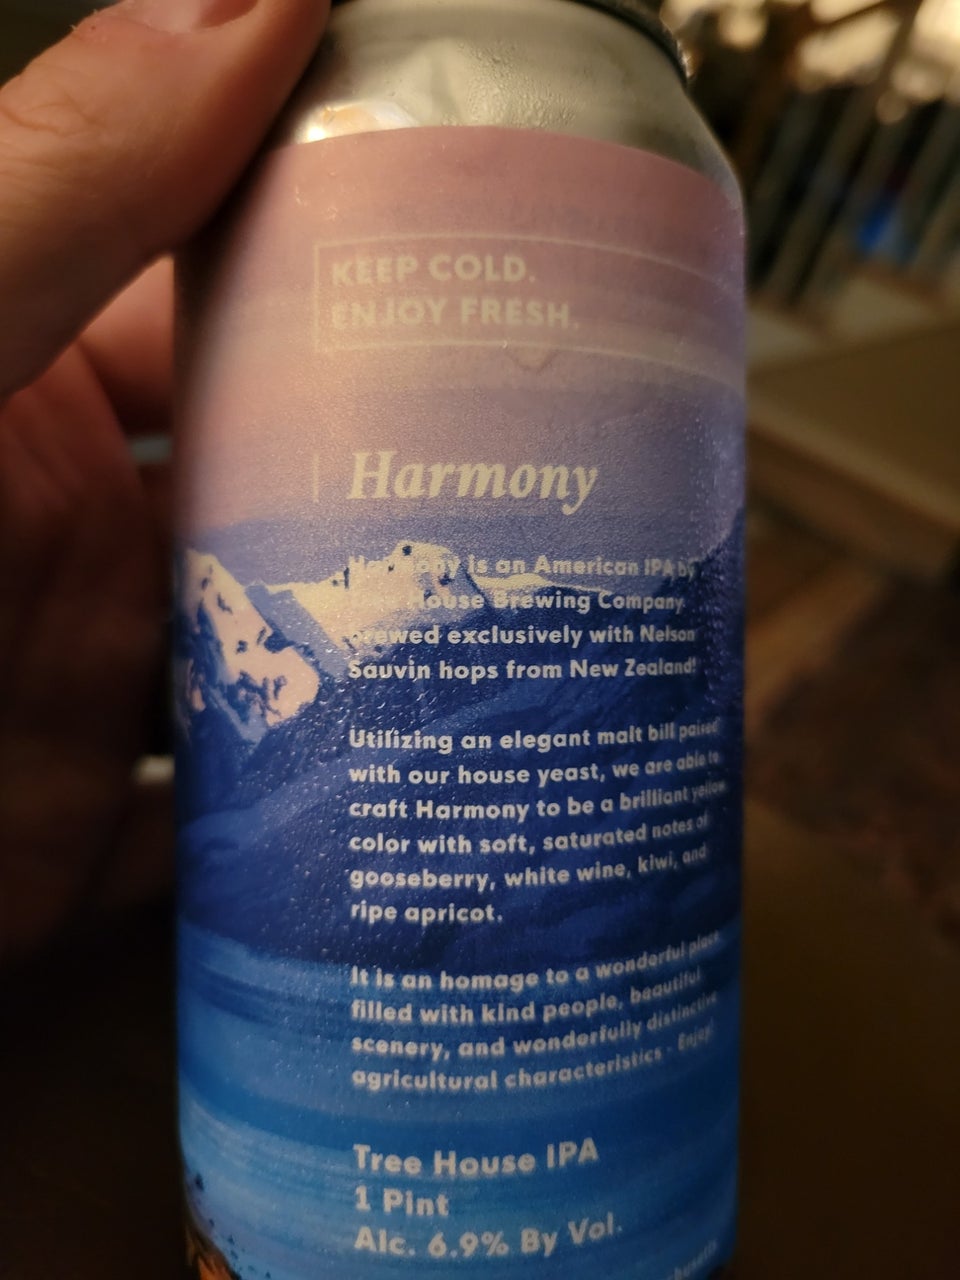 KEEP COLD.
ENJOY FRESH.
Harmony
Harmony is an American IPA by
Tree House Brewing Company
brewed exclusively with Nelson
Sauvin hops from New Zealand!
Utilizing an elegant malt bill paired
with our house yeast, we are able to
craft Harmony to be a brilliant yellow
color with soft, saturated notes of
gooseberry, white wine, kiwi, and
ripe apricot.
It is an homage to a wonderful place
filled with kind people, beautiful
scenery, and wonderfully distinctive
agricultural characteristics - Enjoy!
Tree House IPA
1 Pint
Alc. 6.9% By Vol.